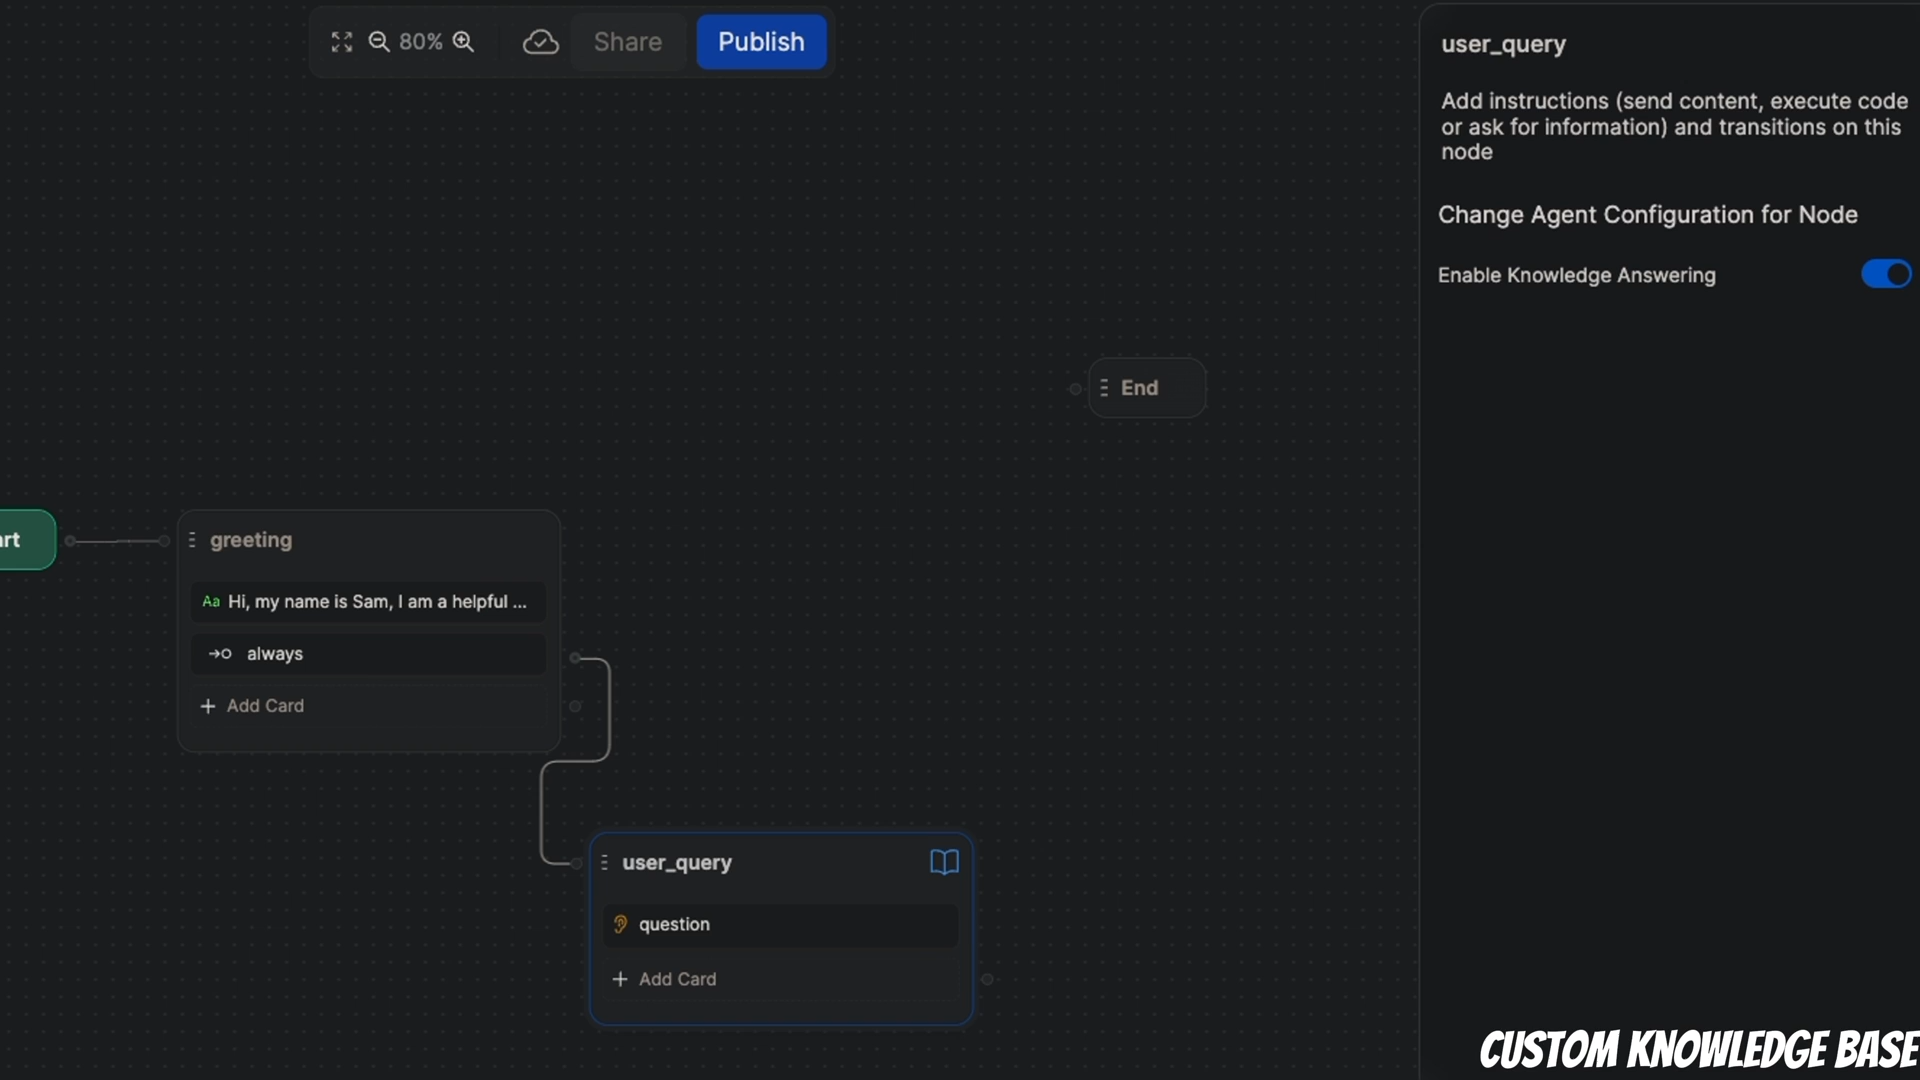 80%
Share
Publish
user_query
Add instructions (send content, execute code
or ask for information) and transitions on this
node
Change Agent Configuration for Node
Enable Knowledge Answering
End
art
greeting
Aa Hi, my name is Sam, I am a helpful ...
always
+ Add Card
user_query
question
+ Add Card
CUSTOM KNOWLEDGE BASE